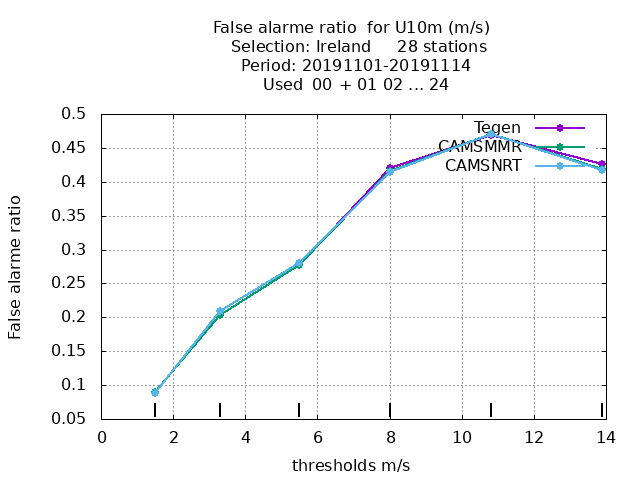 False alarme ratio  for U10m (m/s)
Selection: Ireland     28 stations
Period: 20191101-20191114
Used  00 + 01 02 ... 24
Tegen
CAMSMMR
CAMSNRT
False alarme ratio
0.5
0.45
0.4
0.35
0.3
0.25
0.2
0.15
0.1
0.05
0 2 4 6 8 10 12 14
thresholds m/s